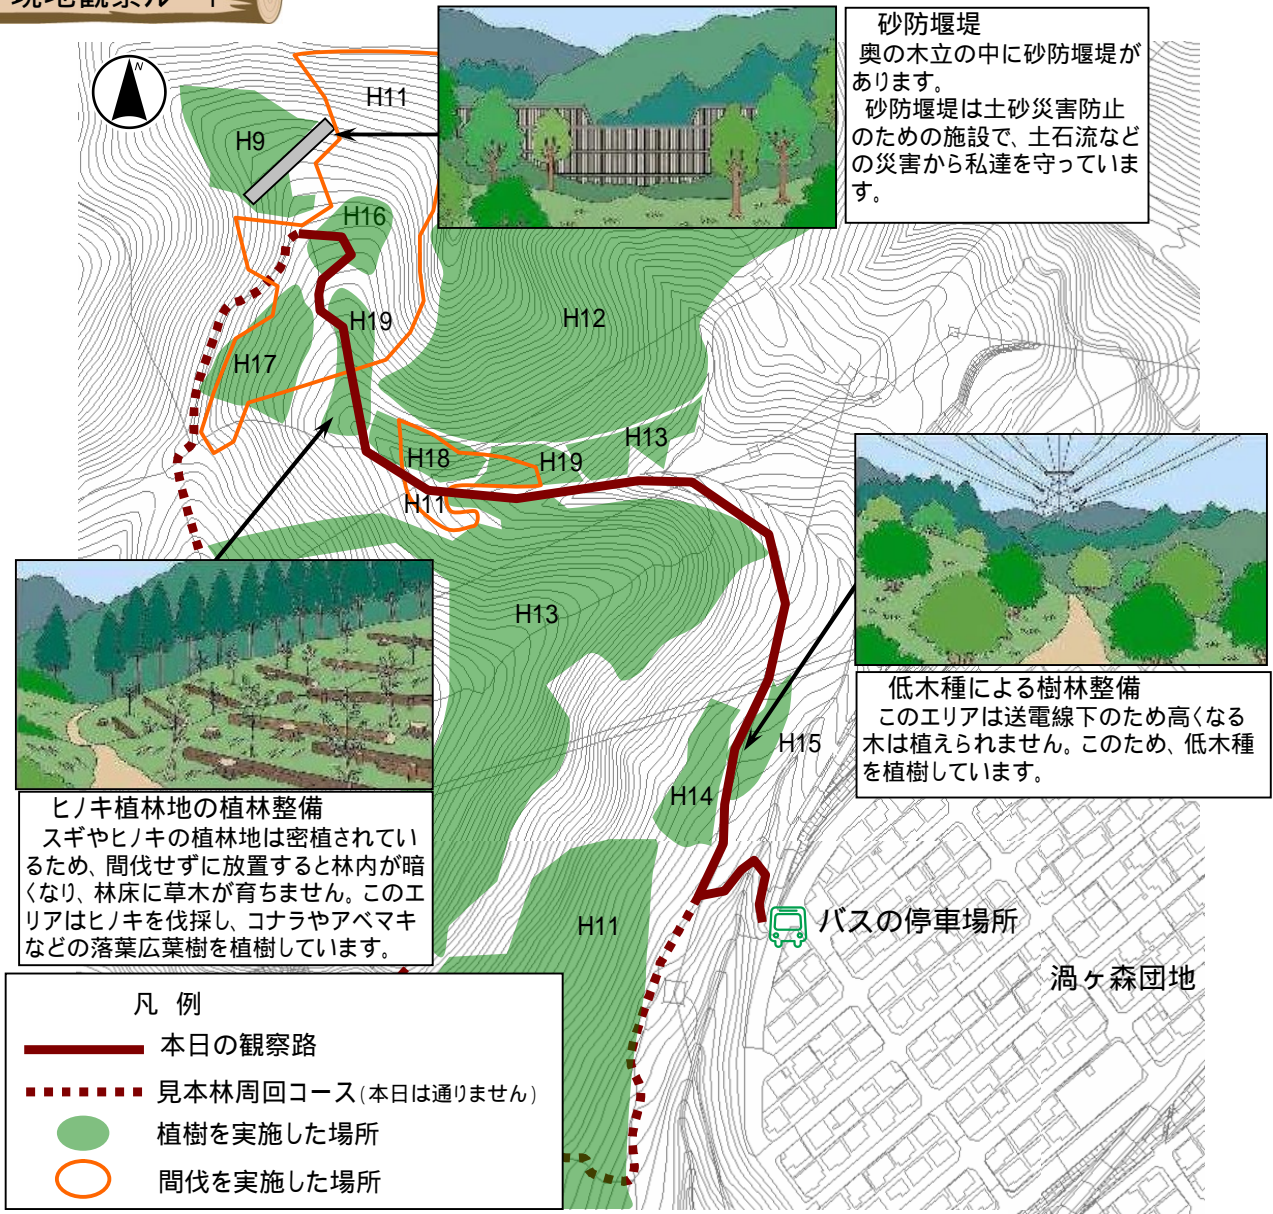 現地観察ルート
N
砂防堰堤
奥の木立の中に砂防堰堤が
あります。
砂防堰堤は土砂災害防止
のための施設で、土石流など
の災害から私達を守っていま
す。
H11
H9
H16
H19
H12
H17
H13
H18
H19
H11
H13
H15
H14
H11
低木種による樹林整備
このエリアは送電線下のため高くなる
木は植えられません。このため、低木種
を植樹しています。
ヒノキ植林地の植林整備
スギやヒノキの植林地は密植されてい
るため、間伐せずに放置すると林内が暗
くなり、林床に草木が育ちません。このエ
リアはヒノキを伐採し、コナラやアベマキ
などの落葉広葉樹を植樹しています。
バスの停車場所
渦ヶ森団地
凡 例
本日の観察路
見本林周回コース(本日は通りません)
植樹を実施した場所
間伐を実施した場所